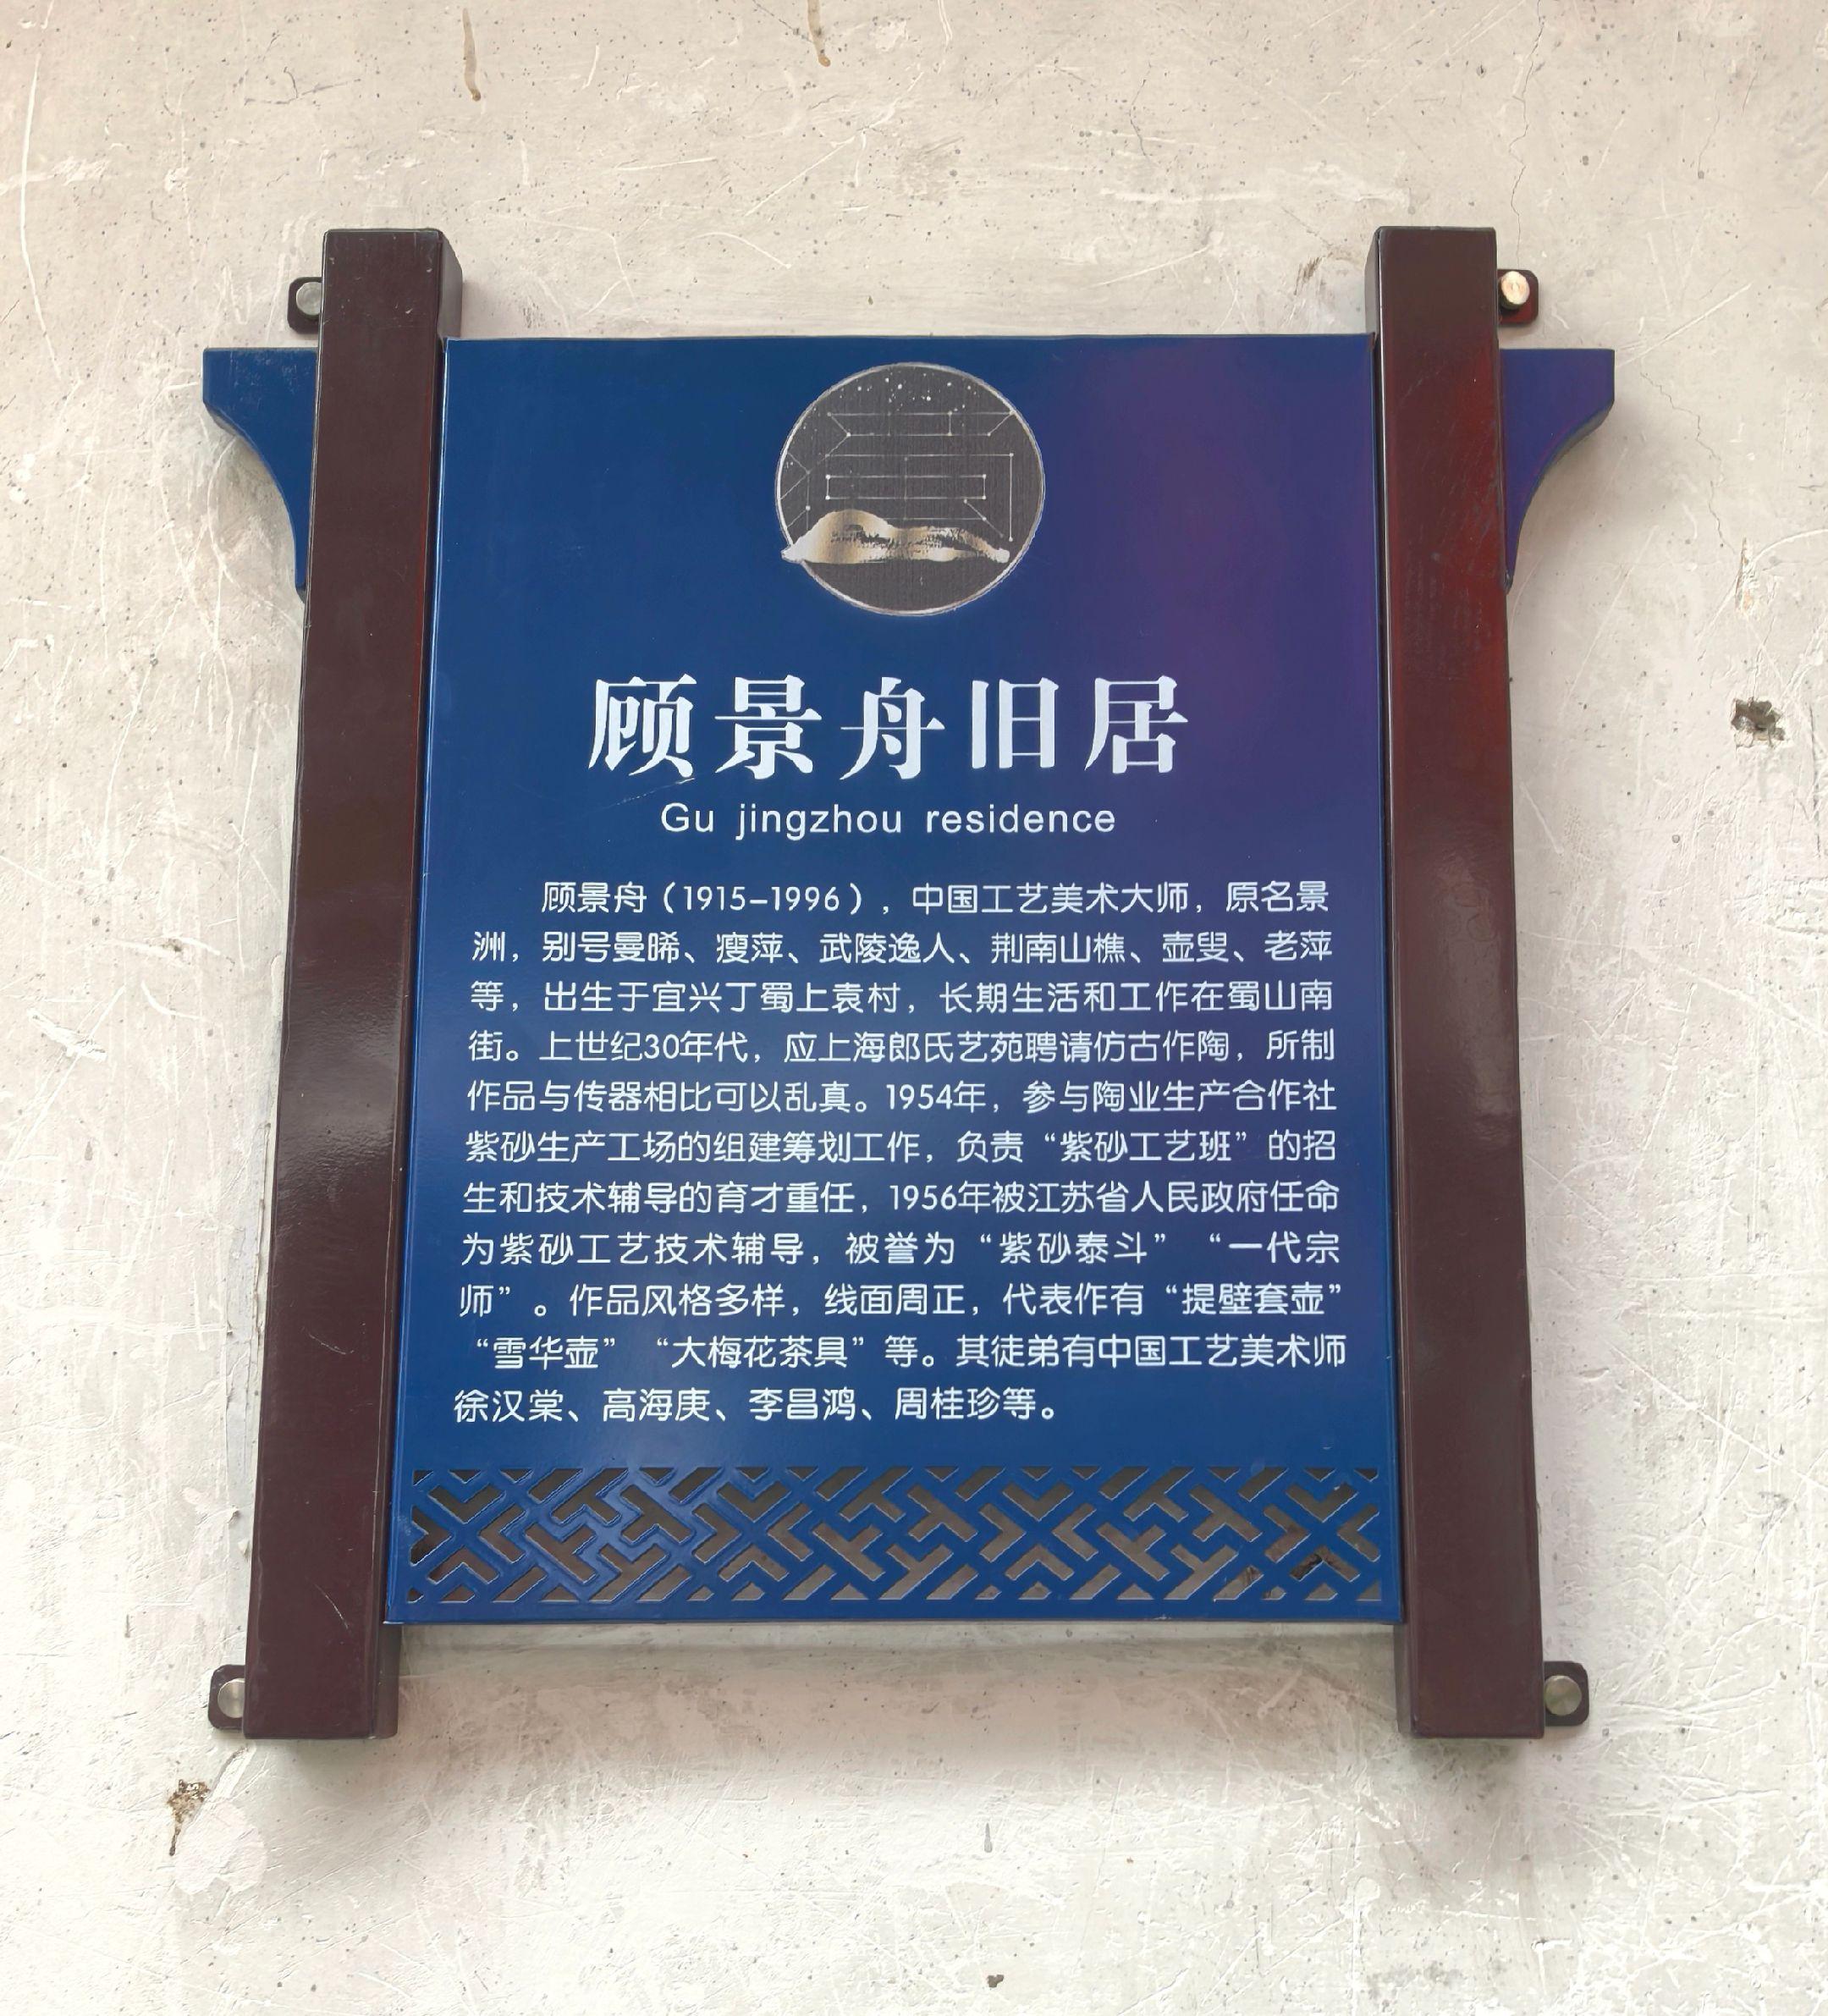 顾景舟旧居
Gu jingzhou residence
顾景舟（1915-1996），中国工艺美术大师，原名景
洲，别号曼晞、瘦萍、武陵逸人、荆南山樵、壶叟、老萍
等，出生于宜兴丁蜀上袁村，长期生活和工作在蜀山南
街。上世纪30年代，应上海郎氏艺苑聘请仿古作陶，所制
作品与传器相比可以乱真。1954年，参与陶业生产合作社
紫砂生产工场的组建筹划工作，负责“紫砂工艺班”的招
生和技术辅导的育才重任，1956年被江苏省人民政府任命
为紫砂工艺技术辅导，被誉为“紫砂泰斗”“一代宗
师”。作品风格多样，线面周正，代表作有“提壁套壶”
“雪华壶”“大梅花茶具”等。其徒弟有中国工艺美术师
徐汉棠、高海庚、李昌鸿、周桂珍等。